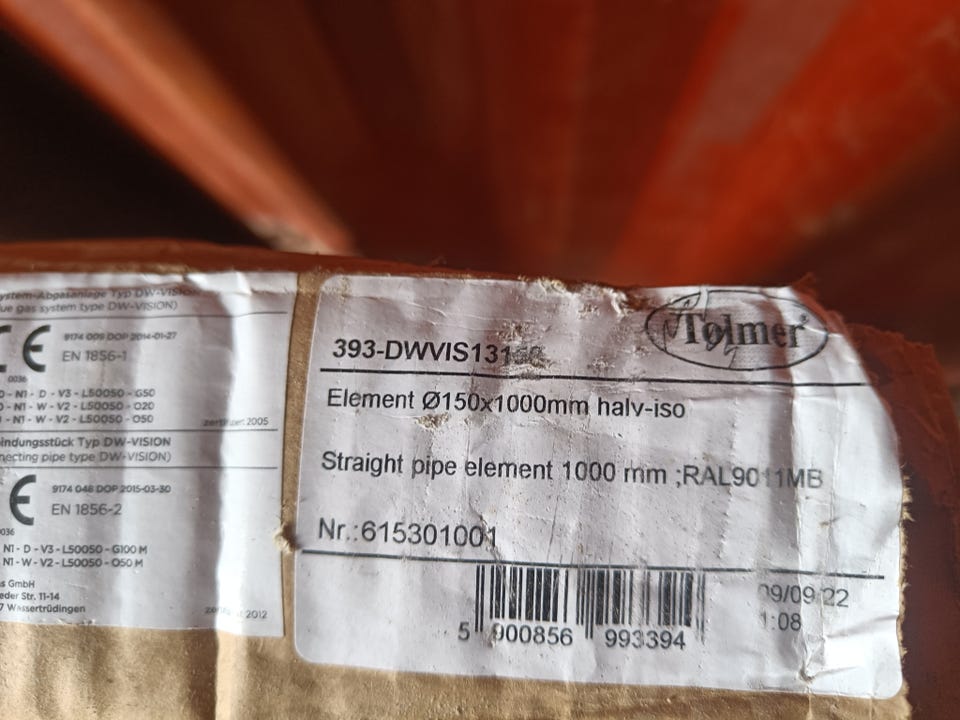 System-Abgasanlage Typ DW-VISION
flue gas system type DW-VISION)
CE
9174 009 DOP 2014-01-27
EN 1856-1
0036
- N1 - D - V3 - L50050 - G50
- N1 - W - V2 - L50050 - O20
- N1 - W - V2 - L50050 - O50
zertifiziert 2005
indungsstück Typ DW-VISION
necting pipe type DW-VISION)
CE
9174 048 DOP 2015-03-30
EN 1856-2
036
N1 - D - V3 - L50050 - G100 M
N1 - W - V2 - L50050 - O50 M
s GmbH
eder Str. 11-14
7 Wassertrüdingen
2012
Tolmer
393-DWVIS131
Element Ø150x1000mm halv-iso
Straight pipe element 1000 mm ;RAL9011MB
Nr.:615301001
5 900856 993394
09/09/22
1:08